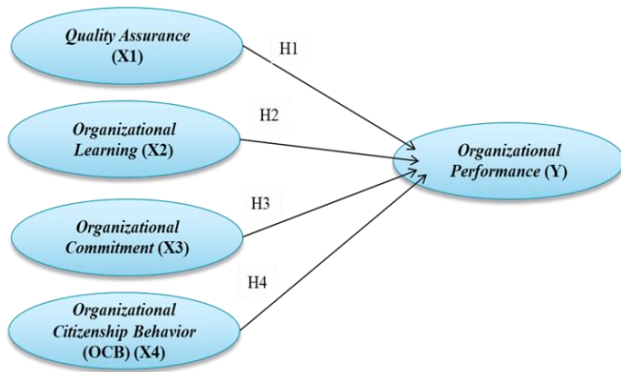 Quality Assurance
(X1)
H1
Organizational
Learning (X2)
H2
Organizational
Performance (Y)
Organizational
Commitment (X3)
H3
Organizational
Citizenship Behavior
(OCB) (X4)
H4